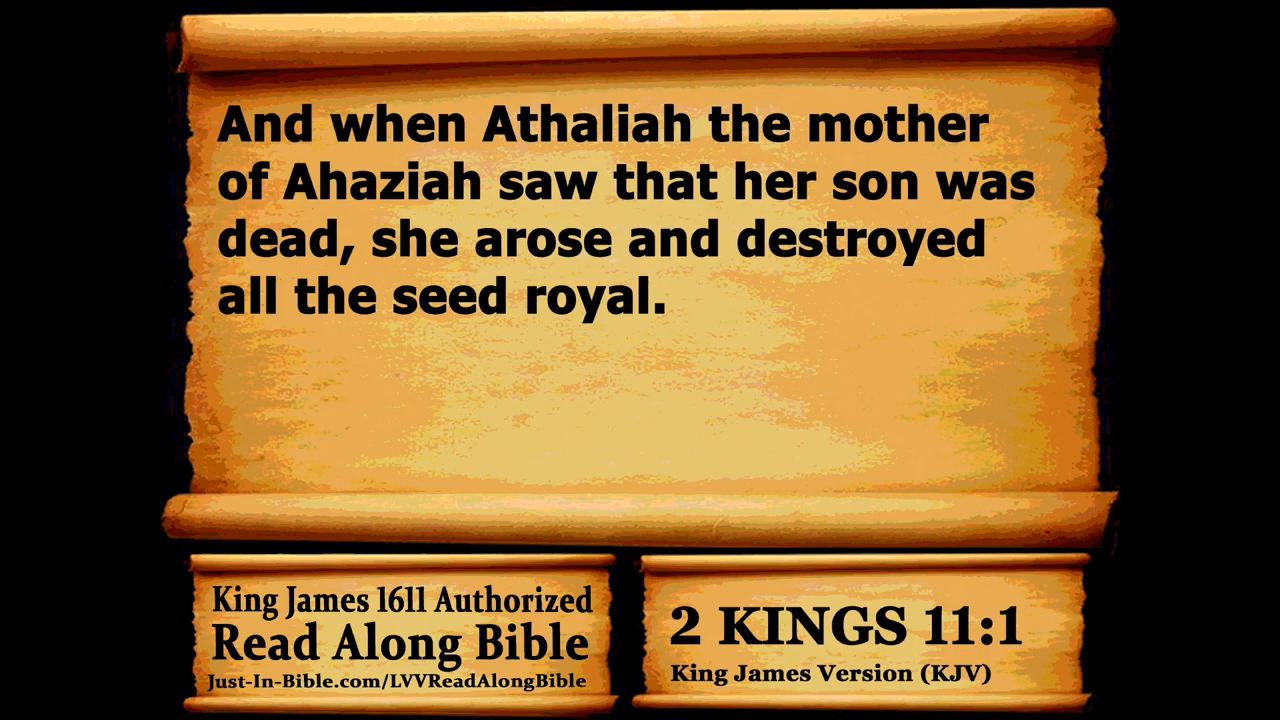 And when Athaliah the mother
of Ahaziah saw that her son was
dead, she arose and destroyed
all the seed royal.
King James 1611 Authorized
Read Along Bible
Just-In-Bible.com/LVVReadAlongBible
2 KINGS 11:1
King James Version (KJV)